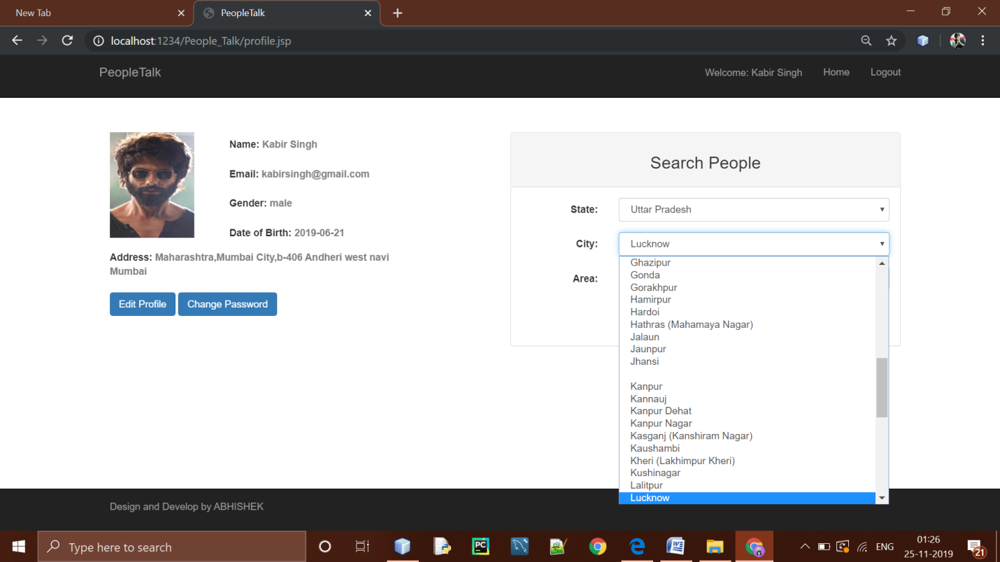 New Tab
PeopleTalk
localhost:1234/People_Talk/profile.jsp
PeopleTalk
Welcome: Kabir Singh
Home
Logout
Name: Kabir Singh
Email: kabirsingh@gmail.com
Gender: male
Date of Birth: 2019-06-21
Address: Maharashtra,Mumbai City,b-406 Andheri west navi
Mumbai
Edit Profile
Change Password
Search People
State:
Uttar Pradesh
City:
Lucknow
Area:
Ghazipur
Gonda
Gorakhpur
Hamirpur
Hardoi
Hathras (Mahamaya Nagar)
Jalaun
Jaunpur
Jhansi
Kanpur
Kannauj
Kanpur Dehat
Kanpur Nagar
Kasganj (Kanshiram Nagar)
Kaushambi
Kheri (Lakhimpur Kheri)
Kushinagar
Lalitpur
Lucknow
Design and Develop by ABHISHEK
Type here to search
PC
ENG
01:26
25-11-2019
21